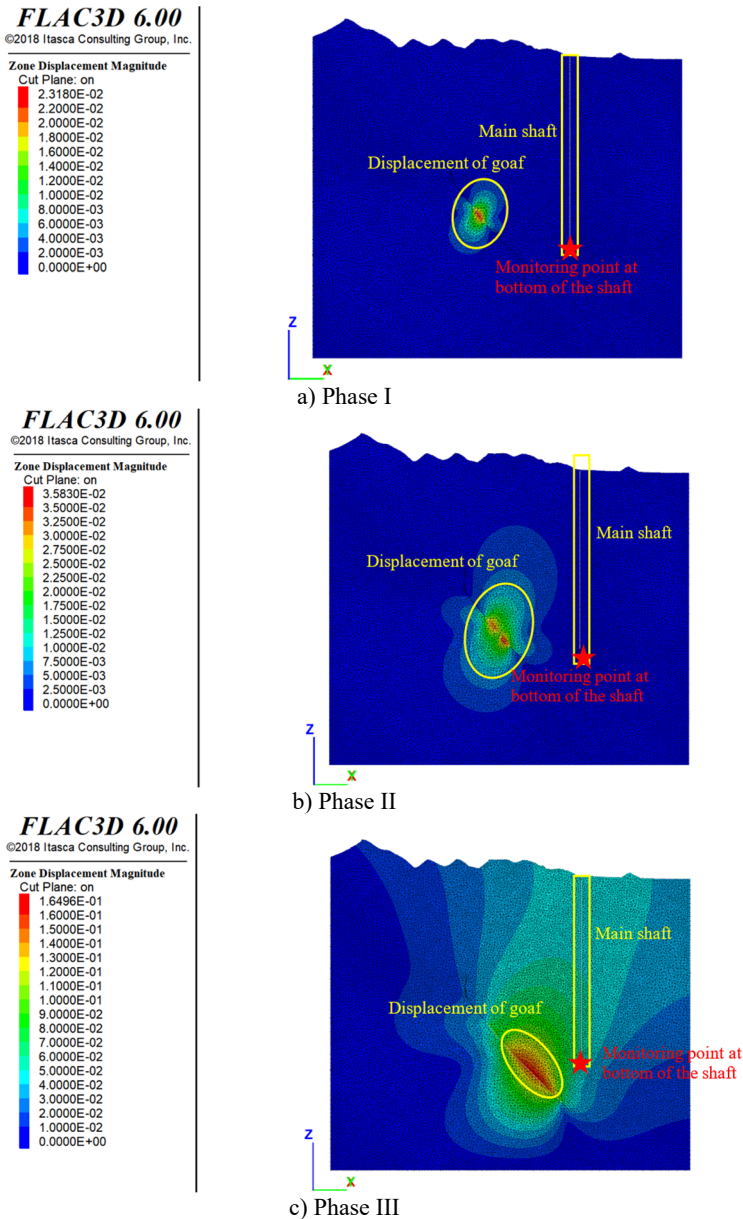 FLAC3D 6.00
©2018 Itasca Consulting Group, Inc.
Zone Displacement Magnitude
Cut Plane: on
2.3180E-02
2.2000E-02
2.0000E-02
1.8000E-02
1.6000E-02
1.4000E-02
1.2000E-02
1.0000E-02
8.0000E-03
6.0000E-03
4.0000E-03
2.0000E-03
0.0000E+00
Main shaft
Displacement of goaf
Monitoring point at
bottom of the shaft
Z
X
a) Phase I
FLAC3D 6.00
©2018 Itasca Consulting Group, Inc.
Zone Displacement Magnitude
Cut Plane: on
3.5830E-02
3.5000E-02
3.2500E-02
3.0000E-02
2.7500E-02
2.5000E-02
2.2500E-02
2.0000E-02
1.7500E-02
1.5000E-02
1.2500E-02
1.0000E-02
7.5000E-03
5.0000E-03
2.5000E-03
0.0000E+00
Main shaft
Displacement of goaf
Monitoring point at
bottom of the shaft
Z
X
b) Phase II
FLAC3D 6.00
©2018 Itasca Consulting Group, Inc.
Zone Displacement Magnitude
Cut Plane: on
1.6496E-01
1.6000E-01
1.5000E-01
1.4000E-01
1.3000E-01
1.2000E-01
1.1000E-01
1.0000E-01
9.0000E-02
8.0000E-02
7.0000E-02
6.0000E-02
5.0000E-02
4.0000E-02
3.0000E-02
2.0000E-02
1.0000E-02
0.0000E+00
Main shaft
Displacement of goaf
Monitoring point at
bottom of the shaft
Z
X
c) Phase III